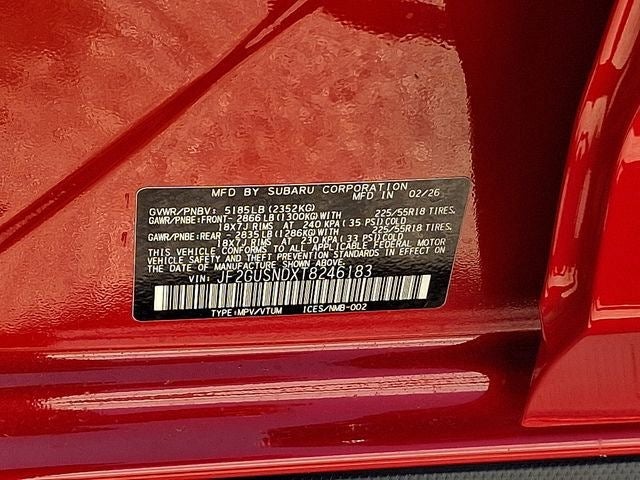 MFD BY SUBARU CORPORATION
MFD IN 02/26
GVWR/PNBV: 5185LB (2352KG)
GAWR/PNBE:FRONT- 2866LB(1300KG)WITH 225/55R18 TIRES,
18X7J RIMS AT 240 KPA(35 PSI)COLD
GAWR/PNBE:REAR - 2835LB(1286KG)WITH 225/55R18 TIRES,
18X7J RIMS AT 230 KPA(33 PSI)COLD
THIS VEHICLE CONFORMS TO ALL APPLICABLE FEDERAL MOTOR
VEHICLE SAFETY AND THEFT PREVENTION STANDARDS IN EFFECT
ON THE DATE OF MANUFACTURE SHOWN ABOVE.
VIN: JF2GUSNDXT8246183
TYPE:MPV/VTUM ICES/NMB-002